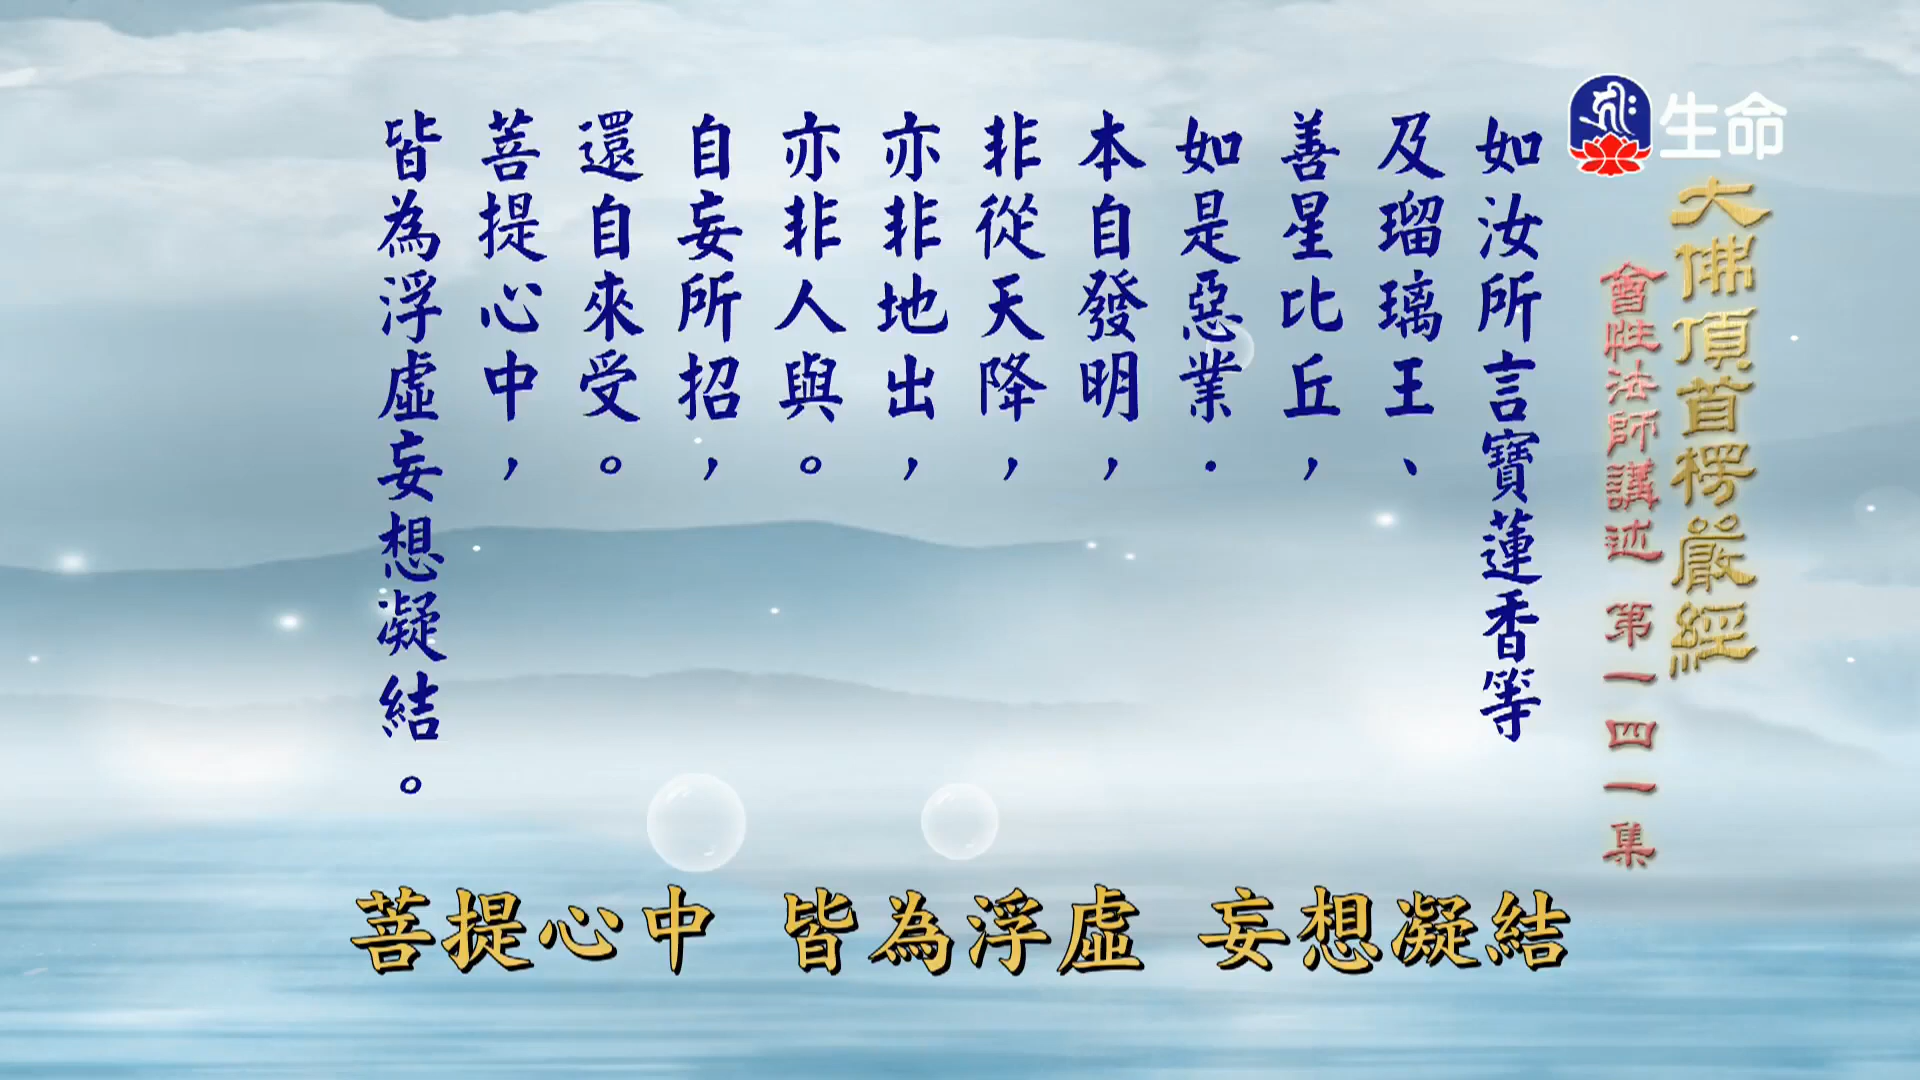 生命
大佛頂首楞嚴經
會性法師講述 第一四一集
如汝所言寶蓮香等
及瑠璃王、
善星比丘，
如是惡業．
本自發明，
非從天降，
亦非地出，
亦非人與。
自妄所招，
還自來受。
菩提心中，
皆為浮虛妄想凝結。
菩提心中 皆為浮虛 妄想凝結